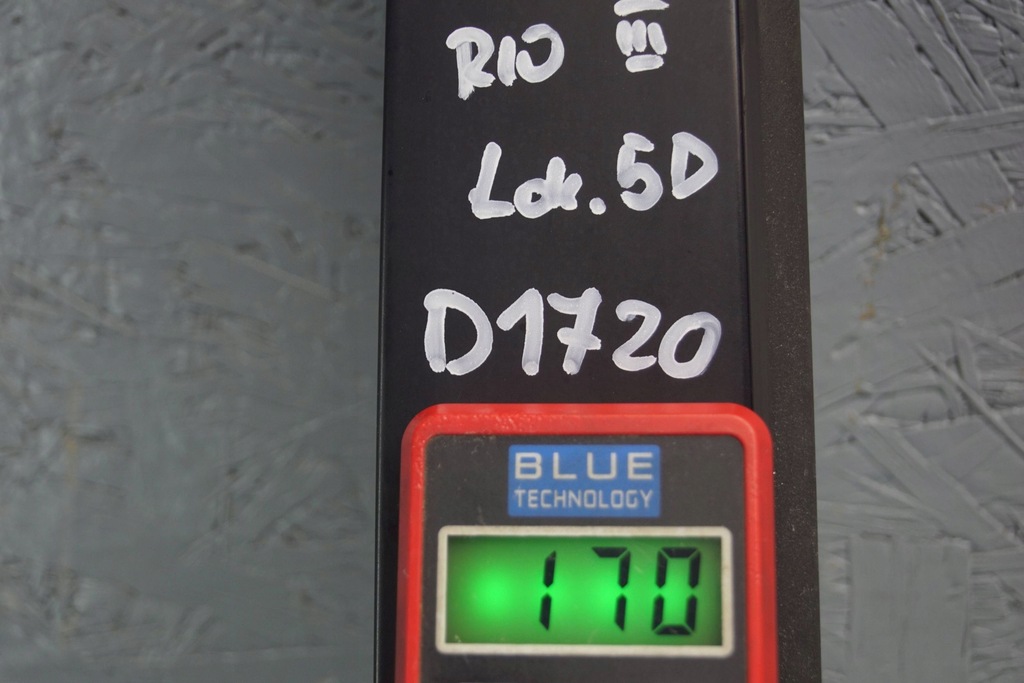 RIO III
Lak. 5D
D1720
BLUE
TECHNOLOGY
170